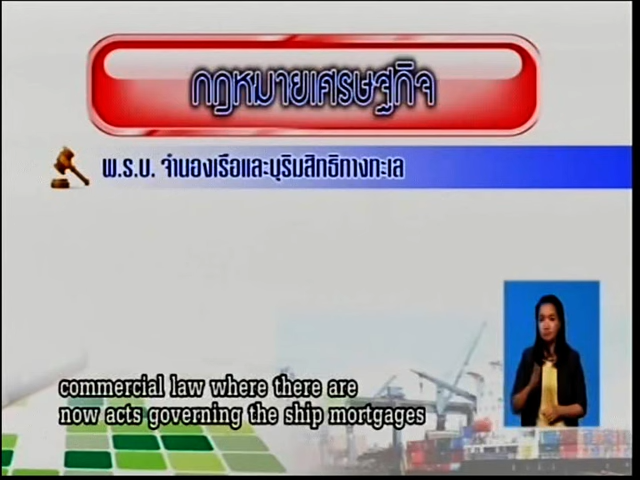 กฎหมายเศรษฐกิจ
พ.ร.บ. จำนองเรือและบุริมสิทธิทางทะเล
commercial law where there are
now acts governing the ship mortgages